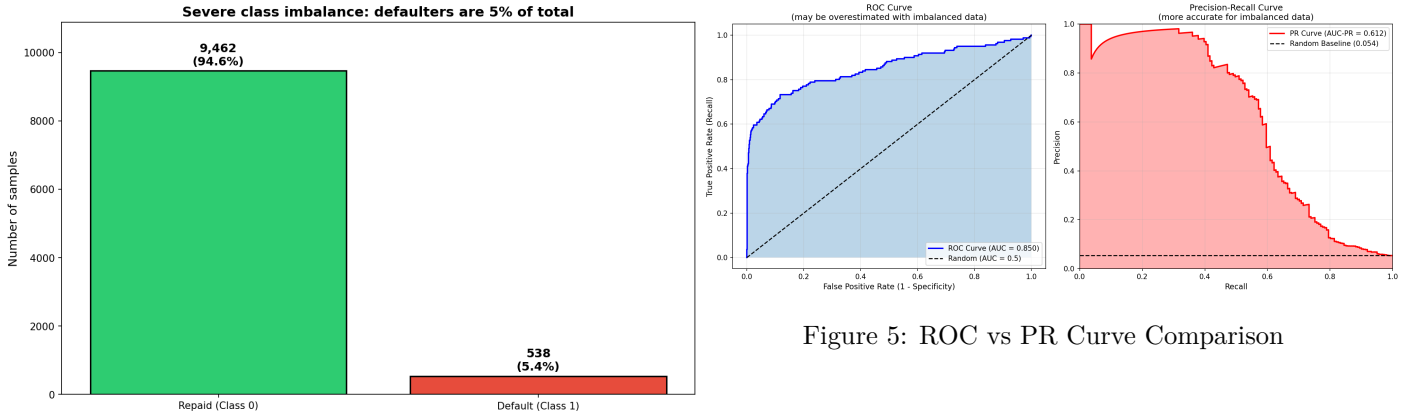 Severe class imbalance: defaulters are 5% of total
Number of samples
10000
8000
6000
4000
2000
0
9,462
(94.6%)
538
(5.4%)
Repaid (Class 0)
Default (Class 1)
ROC Curve
(may be overestimated with imbalanced data)
True Positive Rate (Recall)
1.0
0.8
0.6
0.4
0.2
0.0
ROC Curve (AUC = 0.850)
Random (AUC = 0.5)
0.0 0.2 0.4 0.6 0.8 1.0
False Positive Rate (1 - Specificity)
Precision-Recall Curve
(more accurate for imbalanced data)
Precision
1.0
0.8
0.6
0.4
0.2
0.0
PR Curve (AUC-PR = 0.612)
Random Baseline (0.054)
0.0 0.2 0.4 0.6 0.8 1.0
Recall
Figure 5: ROC vs PR Curve Comparison